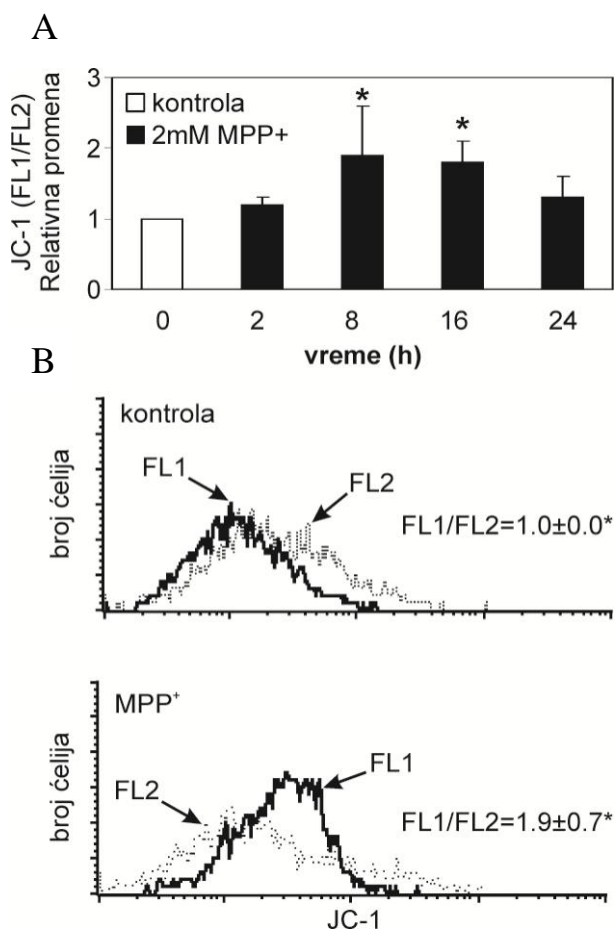 A
JC-1 (FL1/FL2)
Relativna promena
3
2
1
0
kontrola
2mM MPP+
*
*
0 2 8 16 24
vreme (h)
B
kontrola
broj ćelija
FL1
FL2
FL1/FL2=1.0±0.0*
MPP⁺
broj ćelija
FL2
FL1
FL1/FL2=1.9±0.7*
JC-1